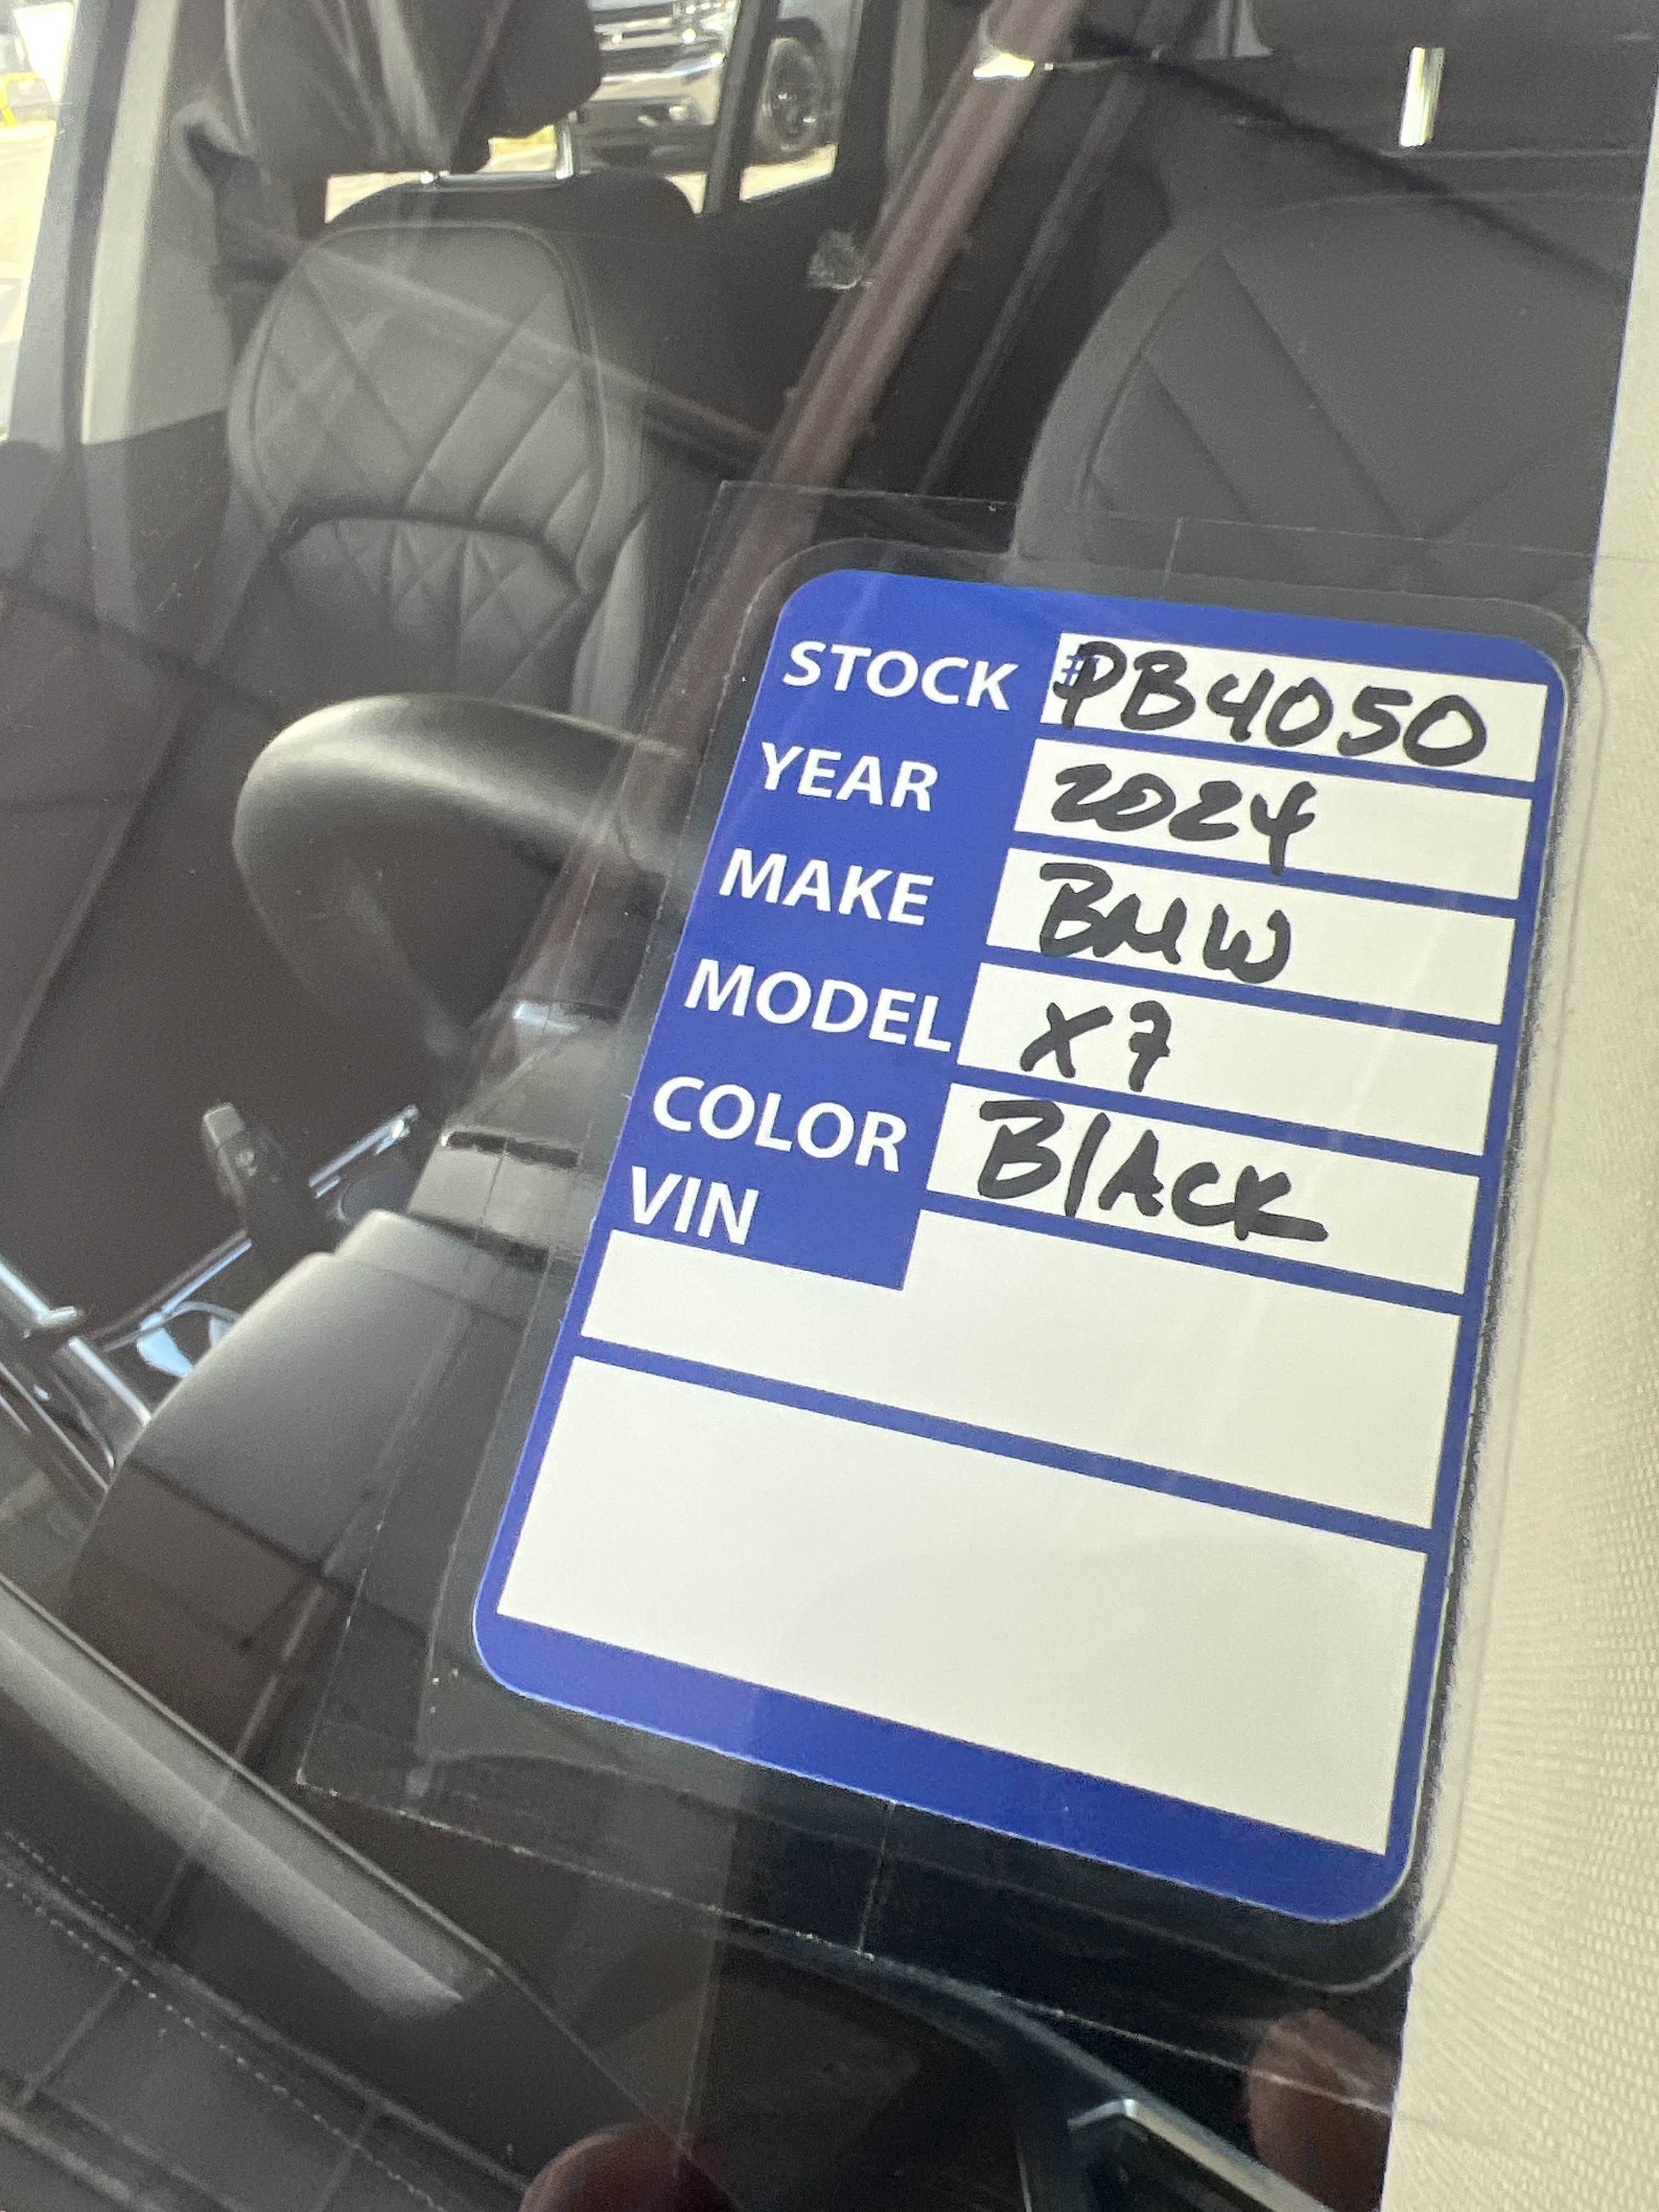 STOCK #PB4050
YEAR 2024
MAKE BMW
MODEL X7
COLOR BlACK
VIN